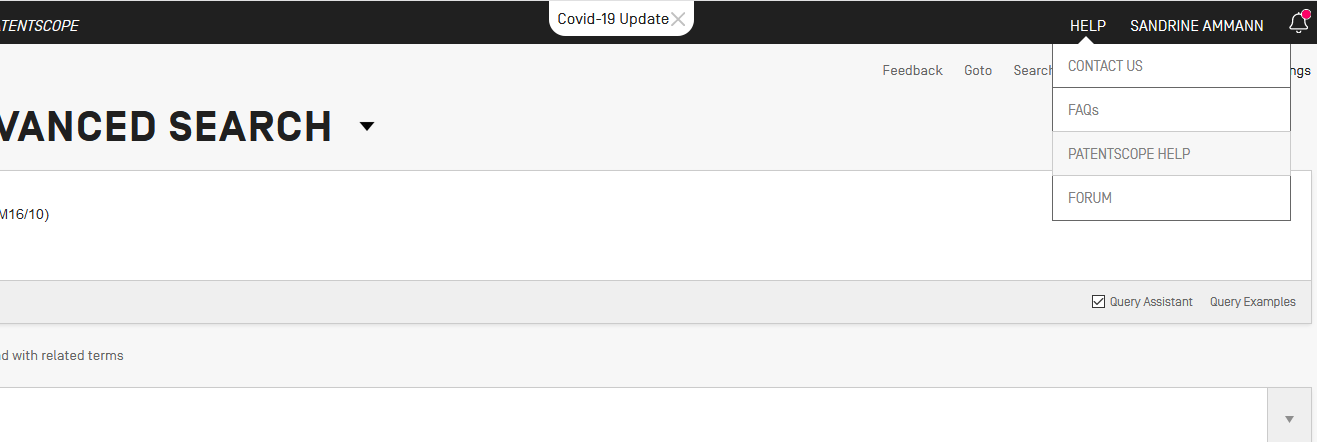 TENTSCOPE
Covid-19 Update
HELP
SANDRINE AMMANN
Feedback
Goto
Search
ngs
CONTACT US
FAQs
PATENTSCOPE HELP
FORUM
VANCED SEARCH
M16/10)
Query Assistant
Query Examples
d with related terms